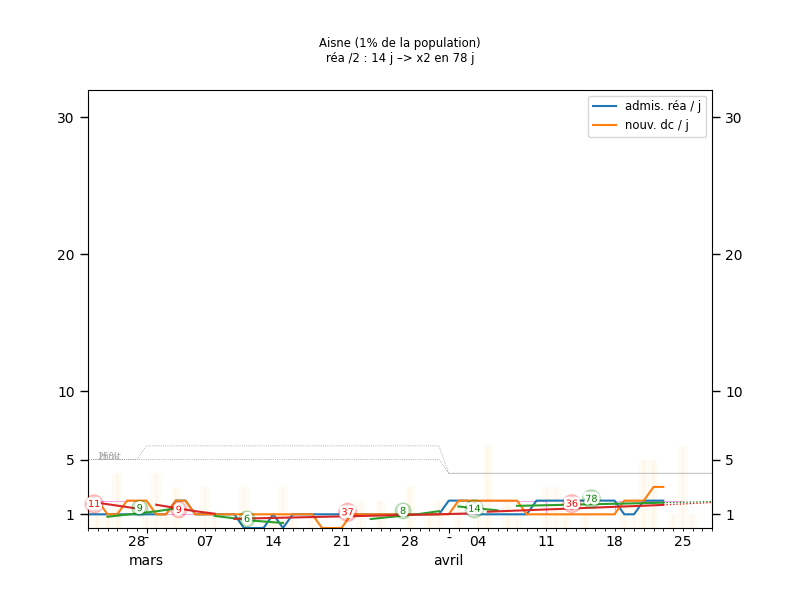 Aisne (1% de la population)
réa /2 : 14 j –> x2 en 78 j
admis. réa / j
nouv. dc / j
30 30
20 20
10 10
5 5
1 1
11 9 9 6 37 8 14 36 78
28 07 14 21 28 04 11 18 25
mars avril